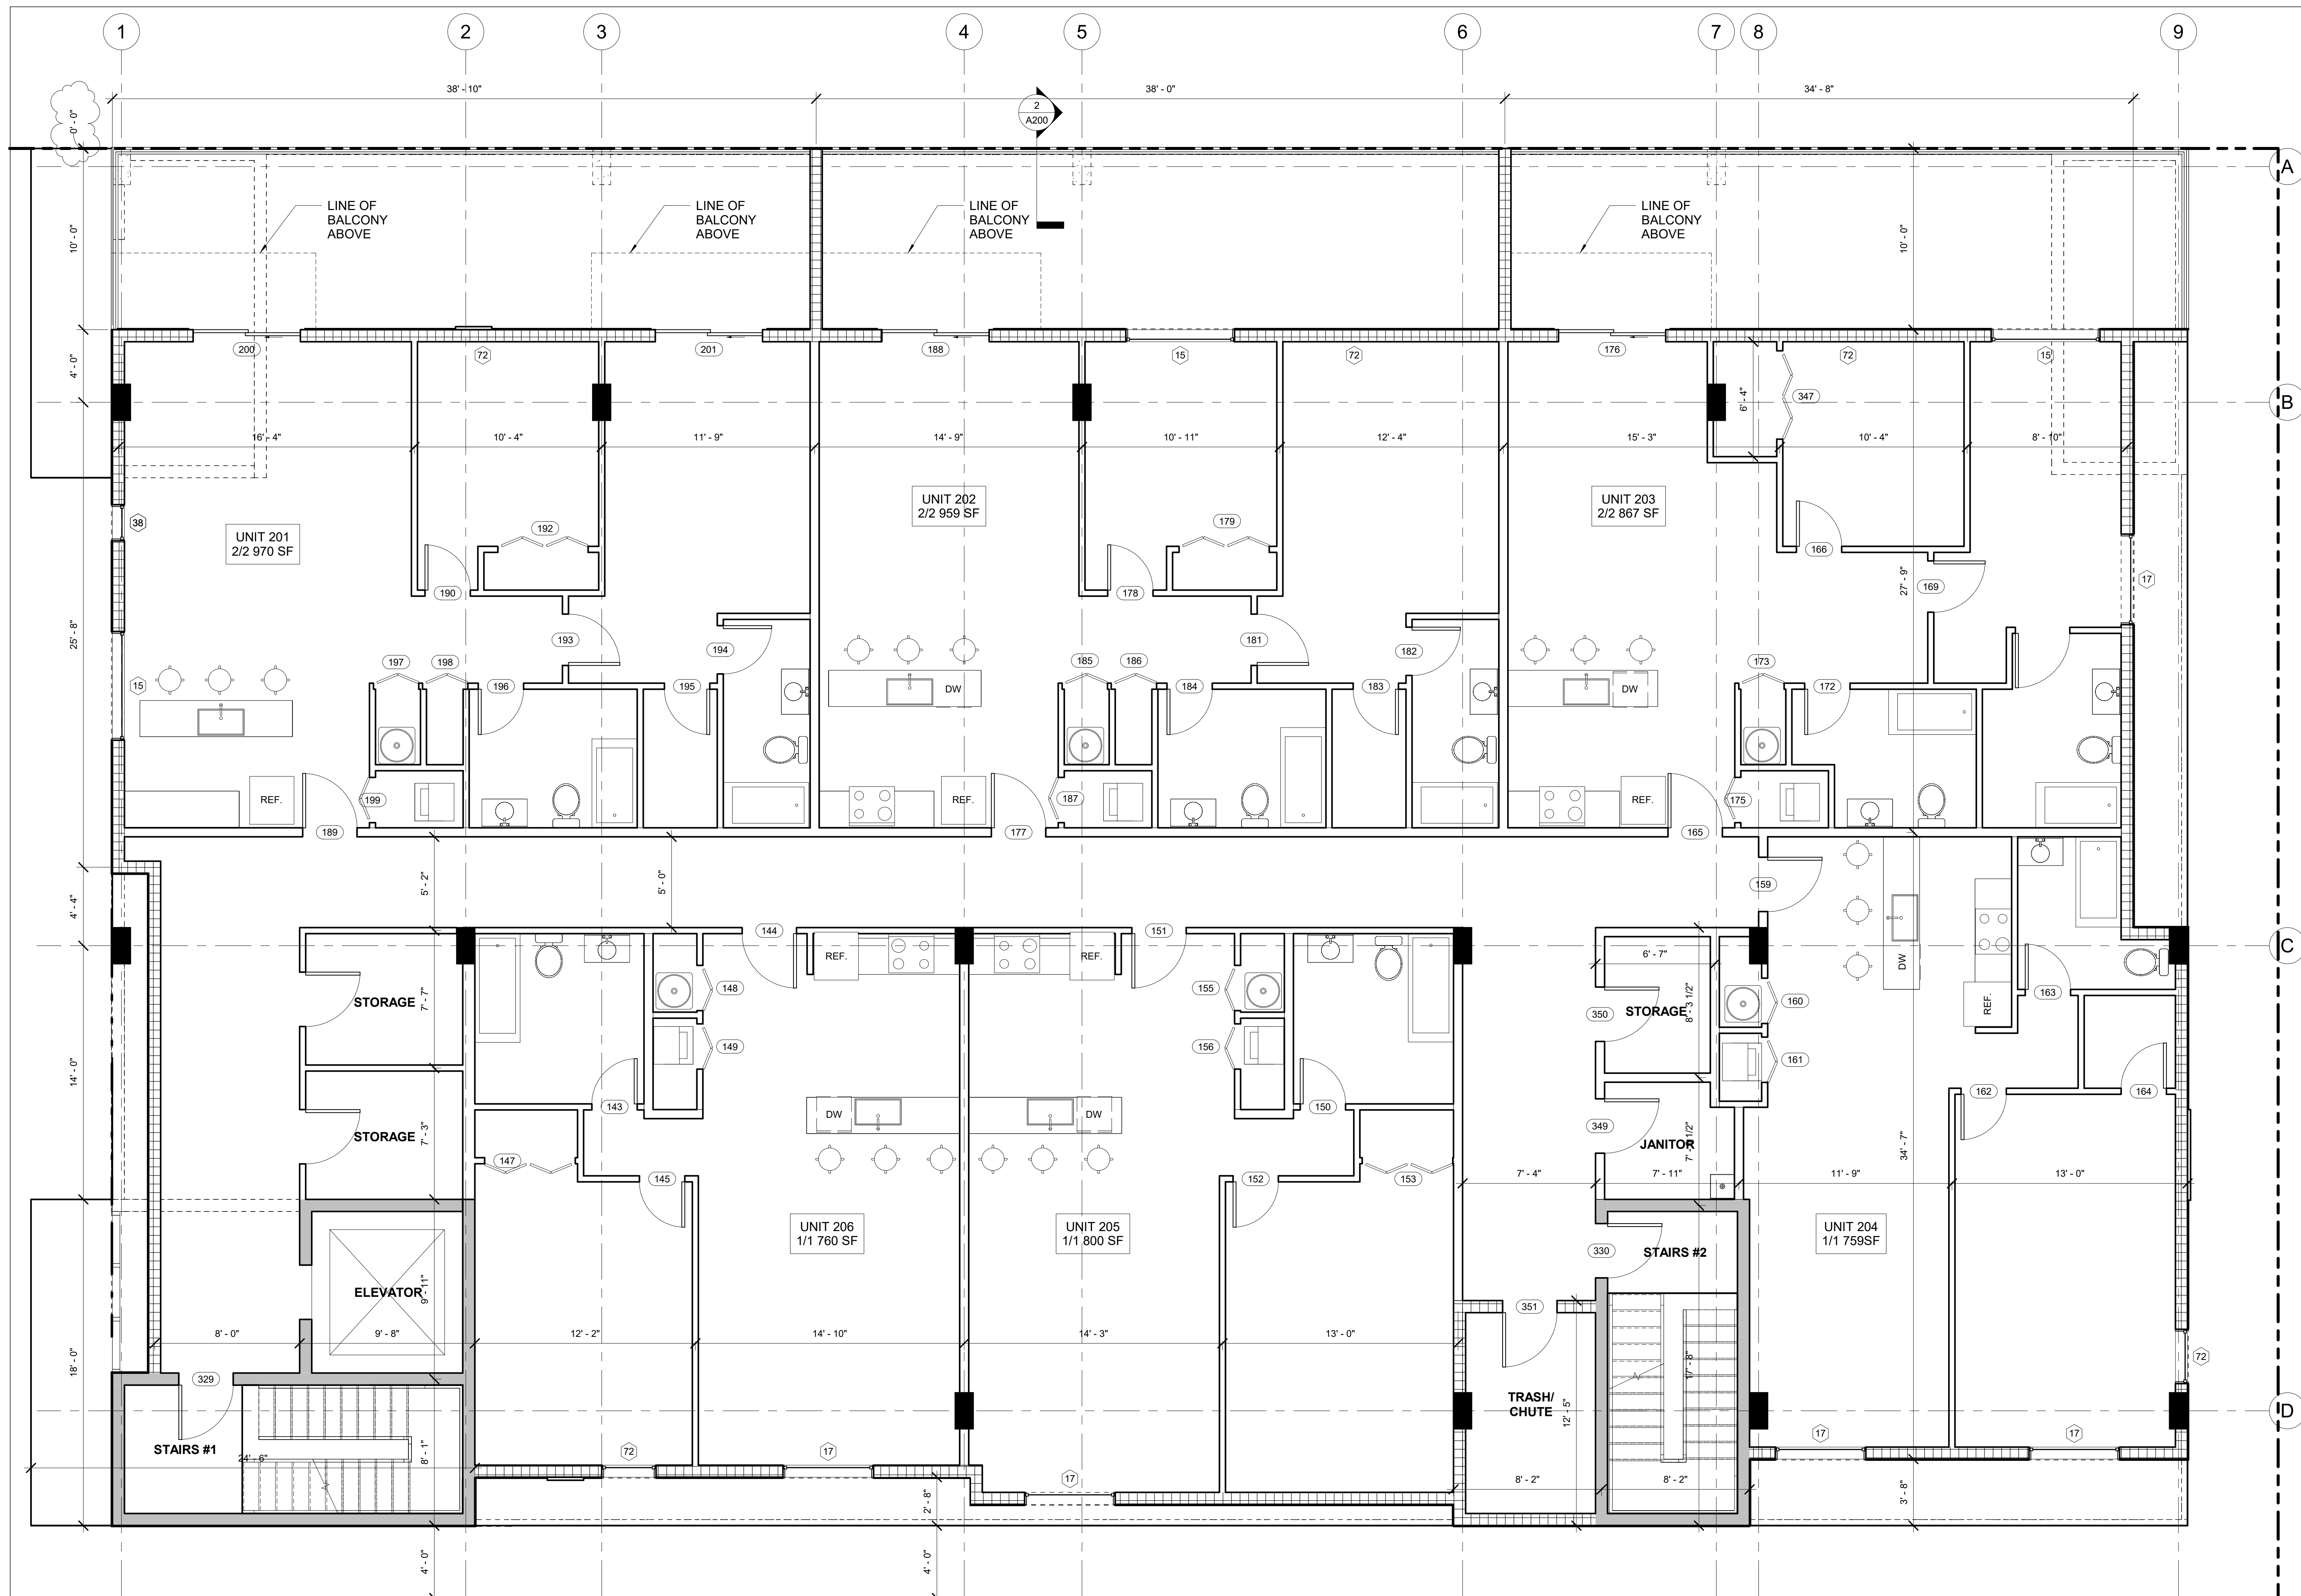 1
2
3
4
5
6
7
8
9
38' - 10"
38' - 0"
34' - 8"
2
A200
0' - 0"
A
LINE OF
BALCONY
ABOVE
LINE OF
BALCONY
ABOVE
LINE OF
BALCONY
ABOVE
LINE OF
BALCONY
ABOVE
10' - 0"
10' - 0"
200
72
201
188
15
72
176
72
15
4' - 0"
6' - 4"
347
B
16' - 4"
10' - 4"
11' - 9"
14' - 9"
10' - 11"
12' - 4"
15' - 3"
10' - 4"
8' - 10"
UNIT 202
2/2 959 SF
UNIT 203
2/2 867 SF
38
UNIT 201
2/2 970 SF
192
179
166
27' - 9"
17
190
178
169
25' - 8"
193
194
181
182
197
198
185
186
173
15
196
195
184
183
172
DW
DW
REF.
199
REF.
187
REF.
175
189
177
165
5' - 2"
5' - 0"
159
4' - 4"
144
151
C
REF.
REF.
6' - 7"
DW
STORAGE
7' - 7"
148
155
350
STORAGE
8' - 3 1/2"
160
REF.
163
149
156
161
14' - 0"
143
150
162
164
DW
DW
STORAGE
7' - 3"
349
JANITOR
7' - 2 1/2"
34' - 7"
147
145
152
153
7' - 4"
7' - 11"
11' - 9"
13' - 0"
UNIT 206
1/1 760 SF
UNIT 205
1/1 800 SF
UNIT 204
1/1 759SF
330
STAIRS #2
ELEVATOR
9' - 11"
351
8' - 0"
9' - 8"
12' - 2"
14' - 10"
14' - 3"
13' - 0"
18' - 0"
329
17' - 8"
72
TRASH/
CHUTE
12' - 5"
D
STAIRS #1
24' - 6"
8' - 1"
72
17
17
17
17
8' - 2"
8' - 2"
2' - 8"
3' - 8"
4' - 0"
4' - 0"